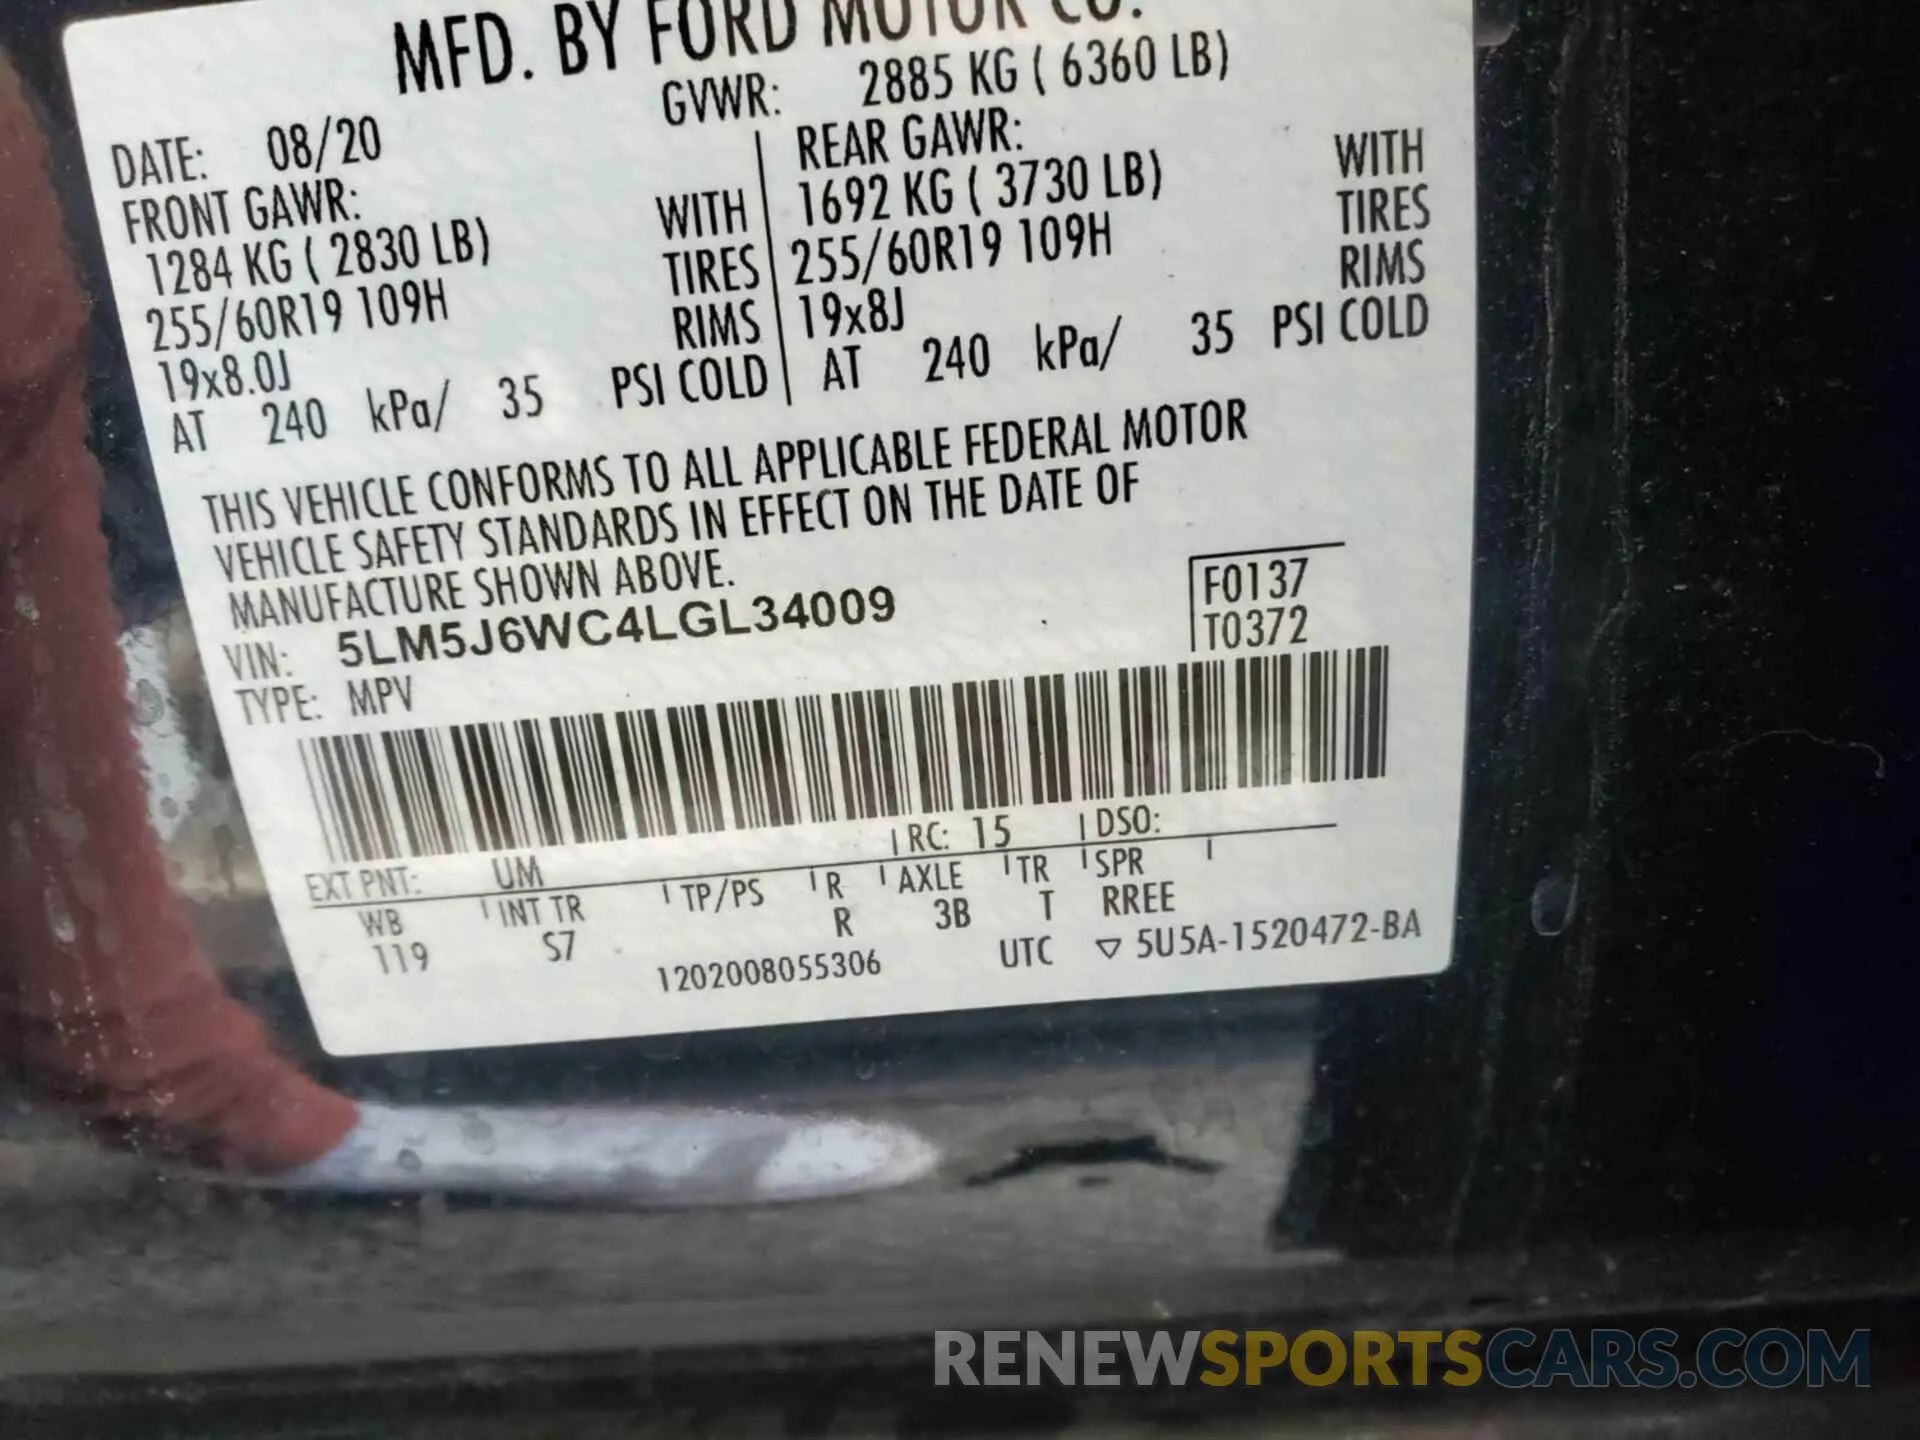 MFD. BY FORD MOTOR CO.
DATE: 08/20 GVWR: 2885 KG ( 6360 LB)
FRONT GAWR: REAR GAWR:
1284 KG ( 2830 LB) WITH 1692 KG ( 3730 LB) WITH
255/60R19 109H TIRES 255/60R19 109H TIRES
19x8.0J RIMS 19x8J RIMS
AT 240 kPa/ 35 PSI COLD AT 240 kPa/ 35 PSI COLD
THIS VEHICLE CONFORMS TO ALL APPLICABLE FEDERAL MOTOR
VEHICLE SAFETY STANDARDS IN EFFECT ON THE DATE OF
MANUFACTURE SHOWN ABOVE.
VIN: 5LM5J6WC4LGL34009 F0137
TYPE: MPV T0372
EXT PNT: UM RC: 15 DSO:
WB INT TR TP/PS R AXLE TR SPR
119 S7 R 3B T RREE
1202008055306 UTC ▽ 5U5A-1520472-BA
RENEWSPORTSCARS.COM